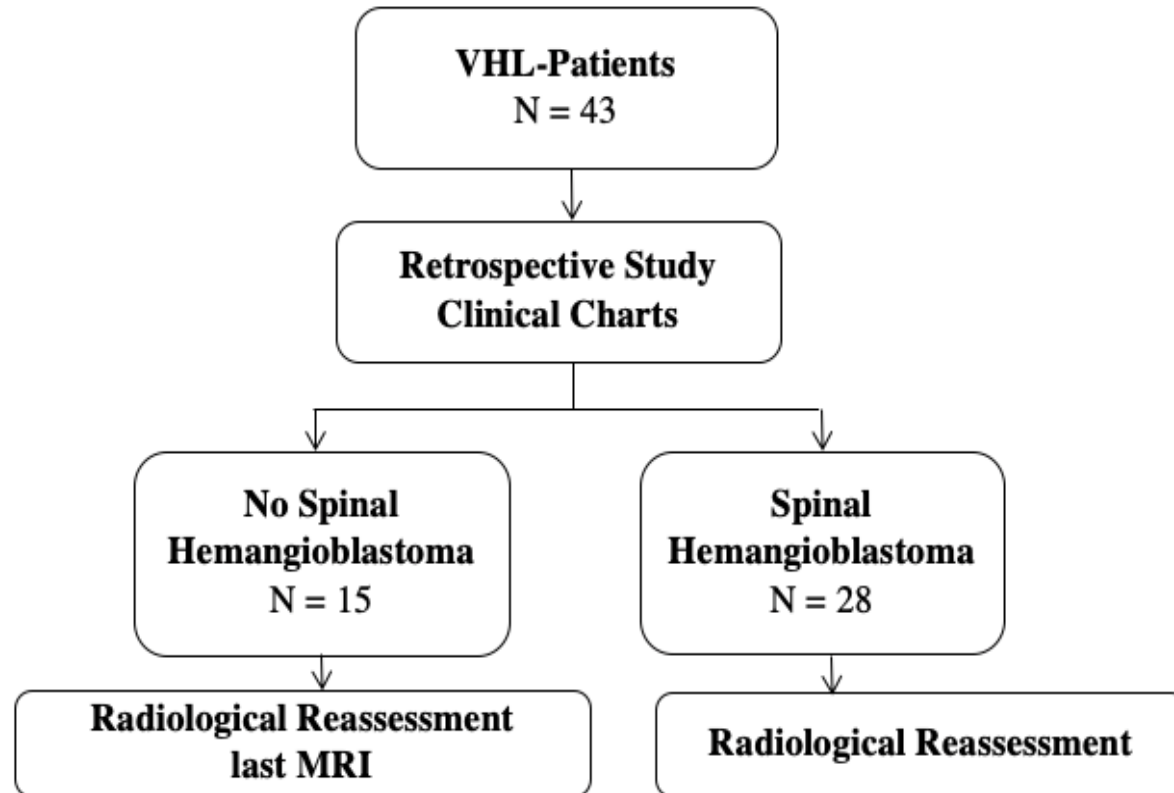 VHL-Patients
N = 43
Retrospective Study
Clinical Charts
No Spinal
Hemangioblastoma
N = 15
Spinal
Hemangioblastoma
N = 28
Radiological Reassessment
last MRI
Radiological Reassessment